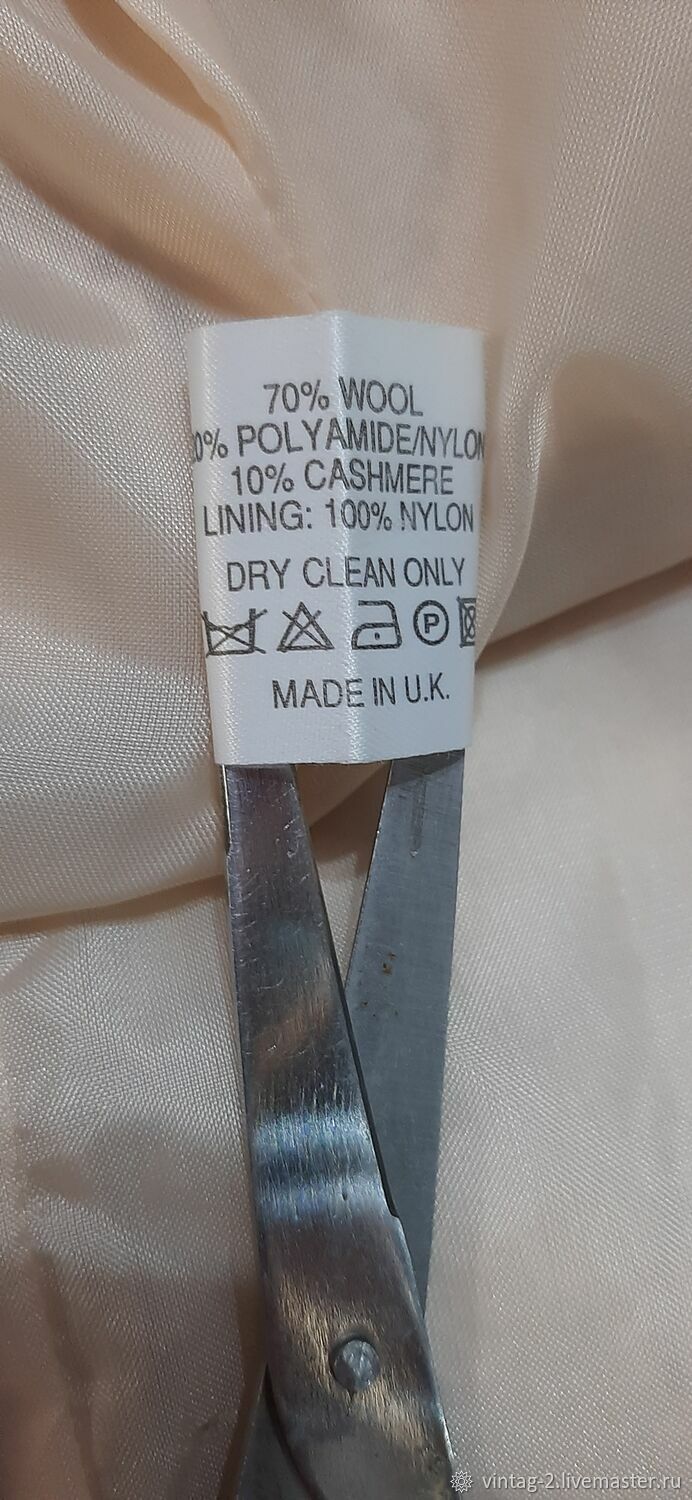 70% WOOL
0% POLYAMIDE/NYLON
10% CASHMERE
LINING: 100% NYLON
DRY CLEAN ONLY
P
MADE IN U.K.
vintag-2.livemaster.ru